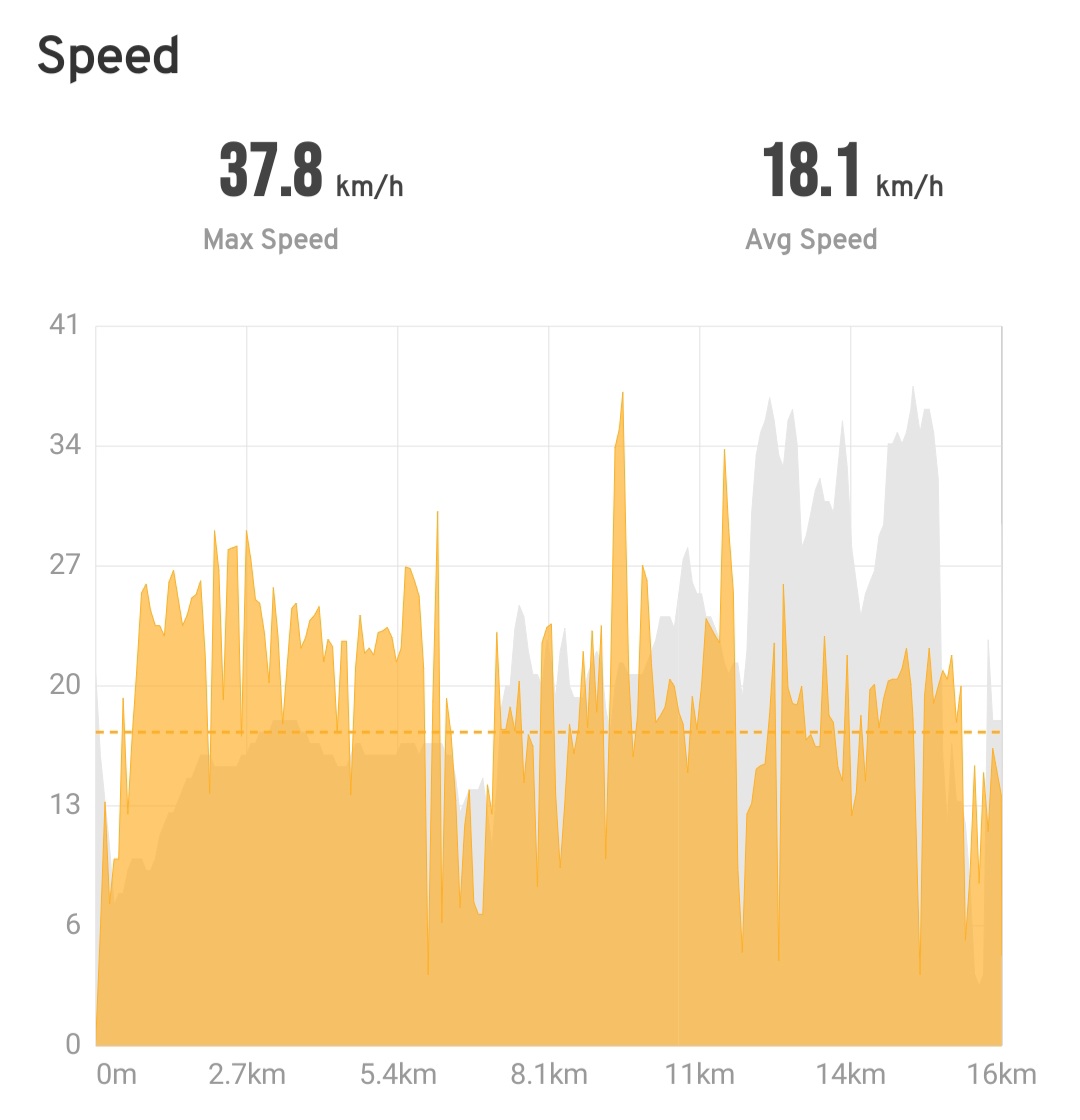 Speed
37.8 km/h
18.1 km/h
Max Speed
Avg Speed
41
34
27
20
13
6
0
0m
2.7km
5.4km
8.1km
11km
14km
16km